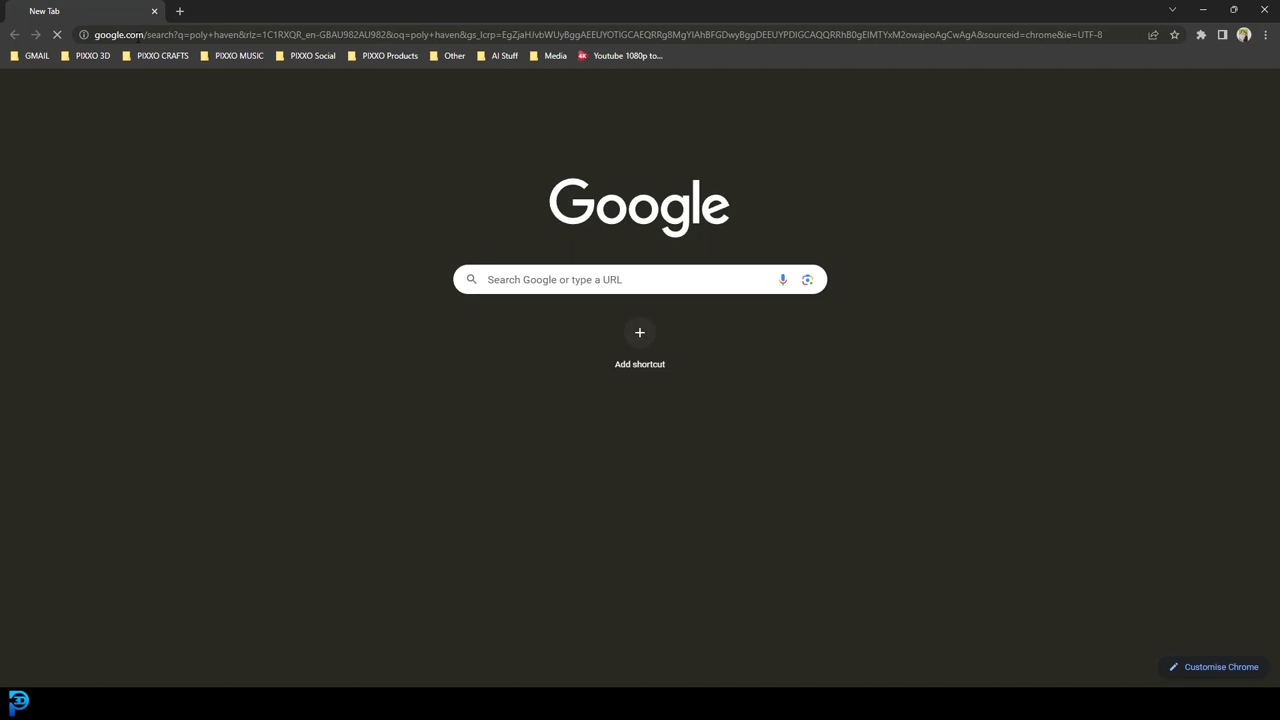 New Tab
google.com/search?q=poly+haven&rlz=1C1RXQR_en-GBAU982AU982&oq=poly+haven&gs_lcrp=EgZjaHJvbWUyBggAEEUYOTIGCAEQRRg8MgYIAhBFGDwyBggDEEUYPDIGCAQQRRhB0gEIMTYxM2owajeoAgCwAgA&sourceid=chrome&ie=UTF-8
GMAIL PIXXO 3D PIXXO CRAFTS PIXXO MUSIC PIXXO Social PIXXO Products Other AI Stuff Media 4K Youtube 1080p to...
Google
Search Google or type a URL
Add shortcut
Customise Chrome
3D